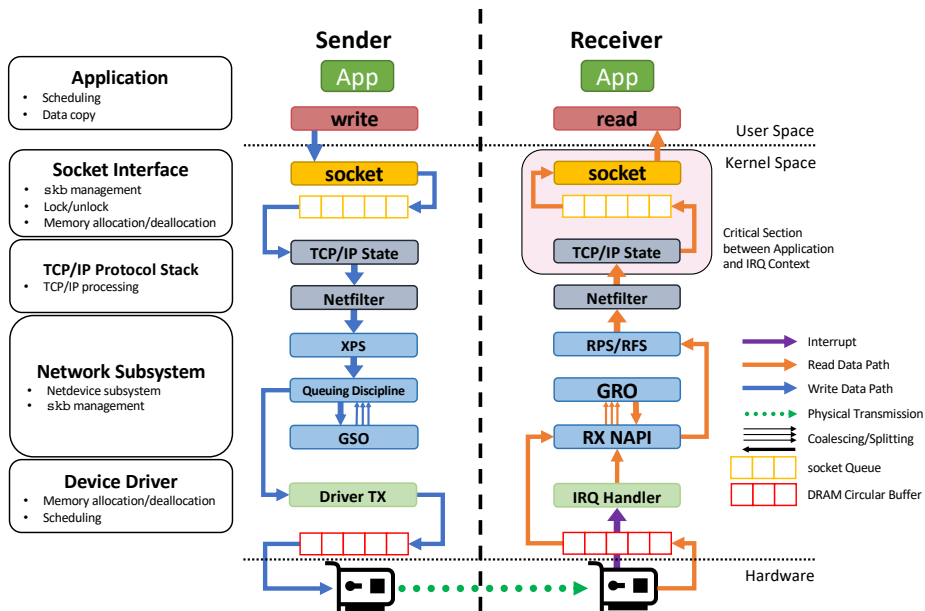 Sender
Receiver
App
App
Application
• Scheduling
• Data copy
write
read
User Space
Kernel Space
Socket Interface
• skb management
• Lock/unlock
• Memory allocation/deallocation
socket
socket
TCP/IP State
TCP/IP State
Critical Section
between Application
and IRQ Context
TCP/IP Protocol Stack
• TCP/IP processing
Netfilter
Netfilter
Network Subsystem
• Netdevice subsystem
• skb management
XPS
RPS/RFS
Queuing Discipline
GRO
GSO
RX NAPI
Interrupt
Read Data Path
Write Data Path
Physical Transmission
Coalescing/Splitting
socket Queue
DRAM Circular Buffer
Device Driver
• Memory allocation/deallocation
• Scheduling
Driver TX
IRQ Handler
Hardware